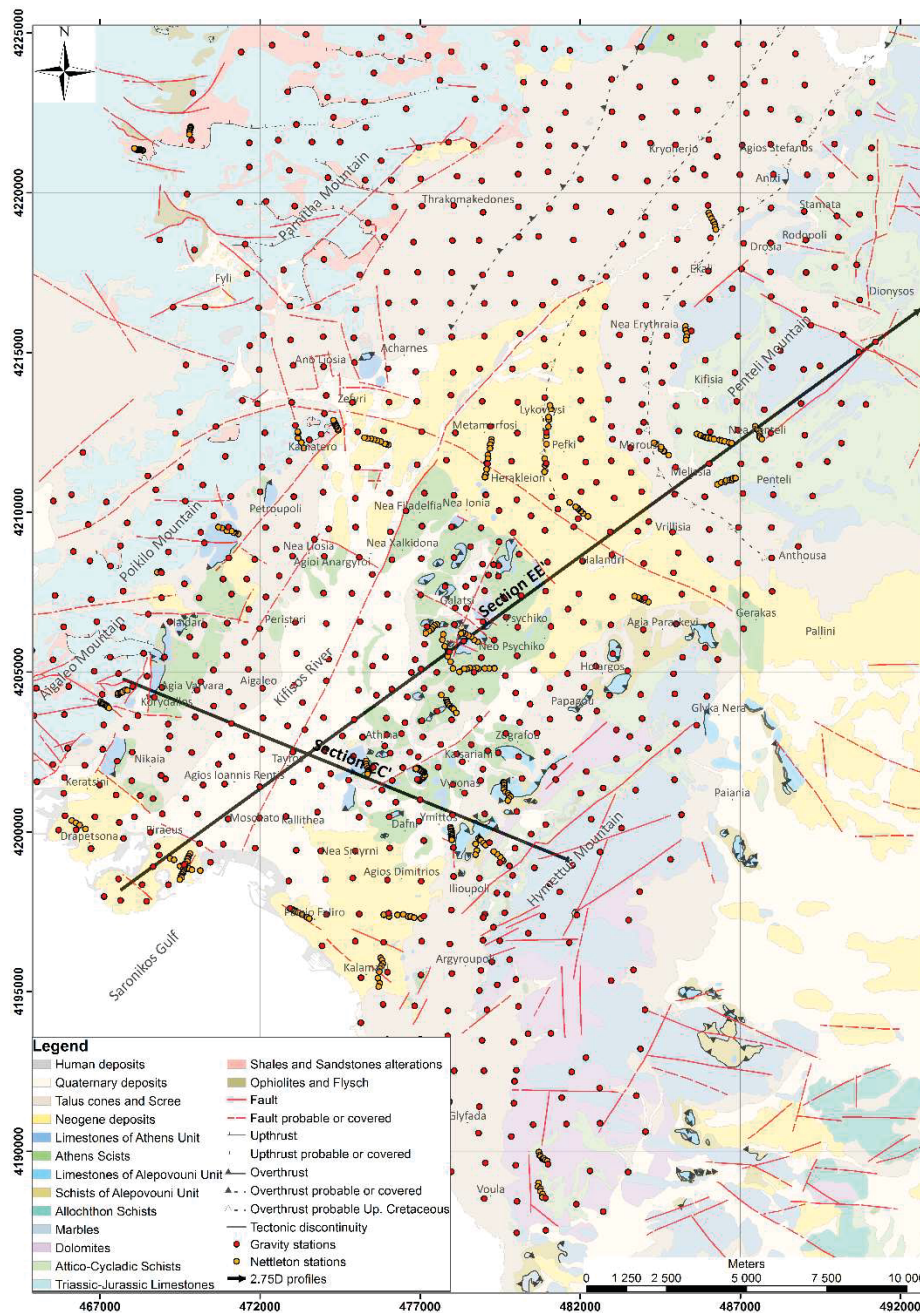 4225000
N
Kryonerio
Agios Stefanos
Anixi
4220000
Parnitha Mountain
Thrakomakedones
Stamata
Rodopoli
Drosia
Ekali
Fyli
Dionysos
4215000
Nea Erythraia
Acharnes
Ano Liosia
Penteli Mountain
Kifisia
Zefuri
Lykovrysi
Metamorfosi
Nea Penteli
Kamatero
Pefki
Marousi
Melissia
Herakleion
Penteli
4210000
Petroupoli
Nea Filadelfia
Nea Ionia
Poikilo Mountain
Nea Liosia
Nea Xalkidona
Vrillisia
Agioi Anargyroi
Halandri
Anthousa
Galatsi
Section EE'
Psychiko
Gerakas
Haidari
Peristeri
Agia Paraskevi
Pallini
Neo Psychiko
4205000
Aigaleo Mountain
Holargos
Agia Varvara
Aigaleo
Kifisos River
Korydallos
Papagou
Glyka Nera
Athina
Zografou
Nikaia
Tavros
Section CC'
Kaisariani
Keratsini
Agios Ioannis Rentis
Vyronas
Paiania
4200000
Drapetsona
Piraeus
Moschato
Kallithea
Dafni
Ymittos
Hymettus Mountain
Nea Smyrni
Agios Dimitrios
Ilioupoli
Palaio Faliro
Saronikos Gulf
Argyroupoli
Kalamaki
4195000
Glyfada
4190000
Voula
Legend
Human deposits
Quaternary deposits
Talus cones and Scree
Neogene deposits
Limestones of Athens Unit
Athens Scists
Limestones of Alepovouni Unit
Schists of Alepovouni Unit
Allochthon Schists
Marbles
Dolomites
Attico-Cycladic Schists
Triassic-Jurassic Limestones
Shales and Sandstones alterations
Ophiolites and Flysch
Fault
Fault probable or covered
Upthrust
Upthrust probable or covered
Overthrust
Overthrust probable or covered
Overthrust probable Up. Cretaceous
Tectonic discontinuity
Gravity stations
Nettleton stations
2.75D profiles
Meters
0 1 250 2 500 5 000 7 500 10 000
467000 472000 477000 482000 487000